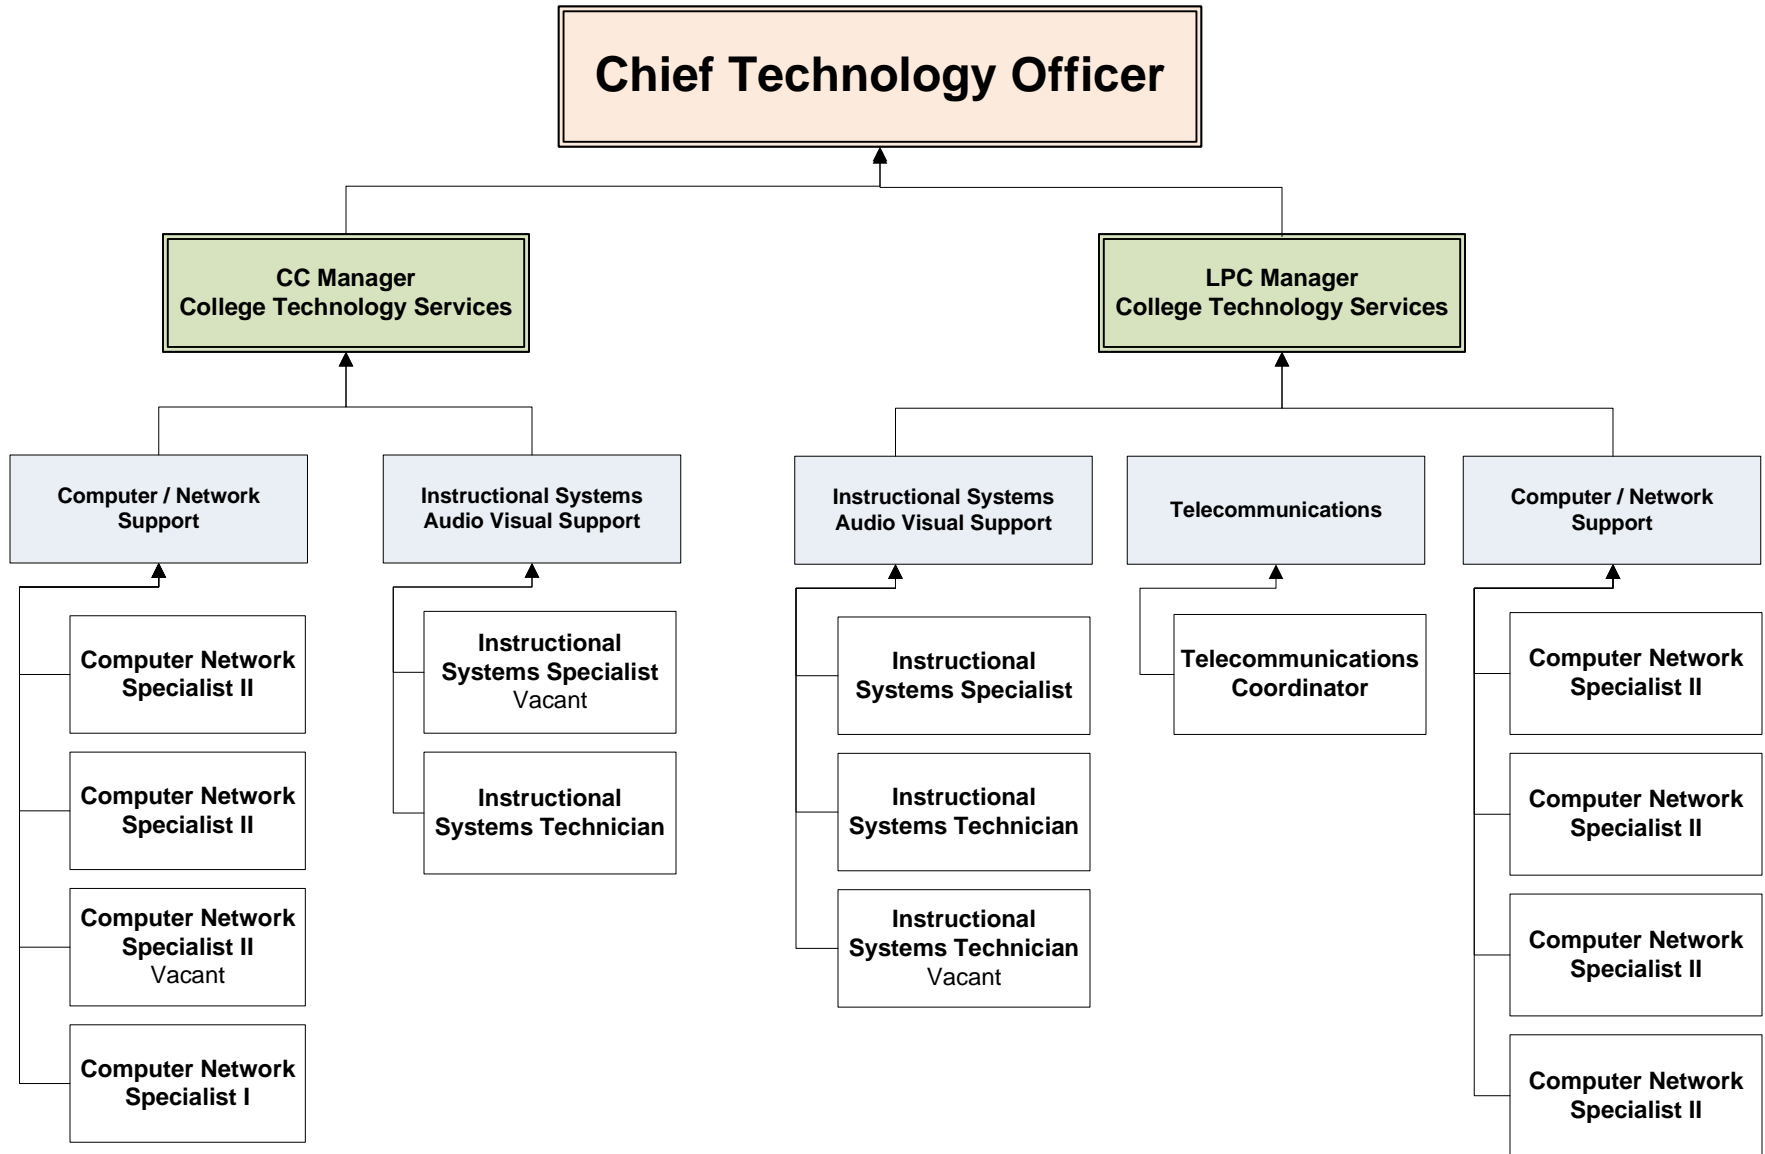 Chief Technology Officer
CC Manager
College Technology Services
LPC Manager
College Technology Services
Computer / Network
Support
Instructional Systems
Audio Visual Support
Instructional Systems
Audio Visual Support
Telecommunications
Computer / Network
Support
Computer Network
Specialist II
Computer Network
Specialist II
Computer Network
Specialist II
Vacant
Computer Network
Specialist I
Instructional
Systems Specialist
Vacant
Instructional
Systems Technician
Instructional
Systems Specialist
Instructional
Systems Technician
Instructional
Systems Technician
Vacant
Telecommunications
Coordinator
Computer Network
Specialist II
Computer Network
Specialist II
Computer Network
Specialist II
Computer Network
Specialist II